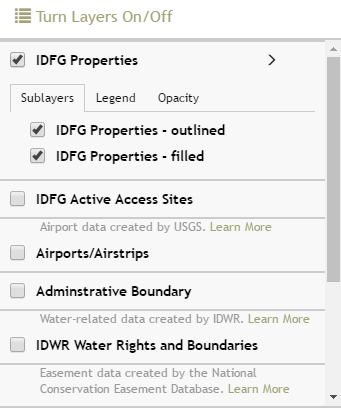 Turn Layers On/Off
IDFG Properties
Sublayers Legend Opacity
IDFG Properties - outlined
IDFG Properties - filled
IDFG Active Access Sites
Airport data created by USGS. Learn More
Airports/Airstrips
Adminstrative Boundary
Water-related data created by IDWR. Learn More
IDWR Water Rights and Boundaries
Easement data created by the National
Conservation Easement Database. Learn More